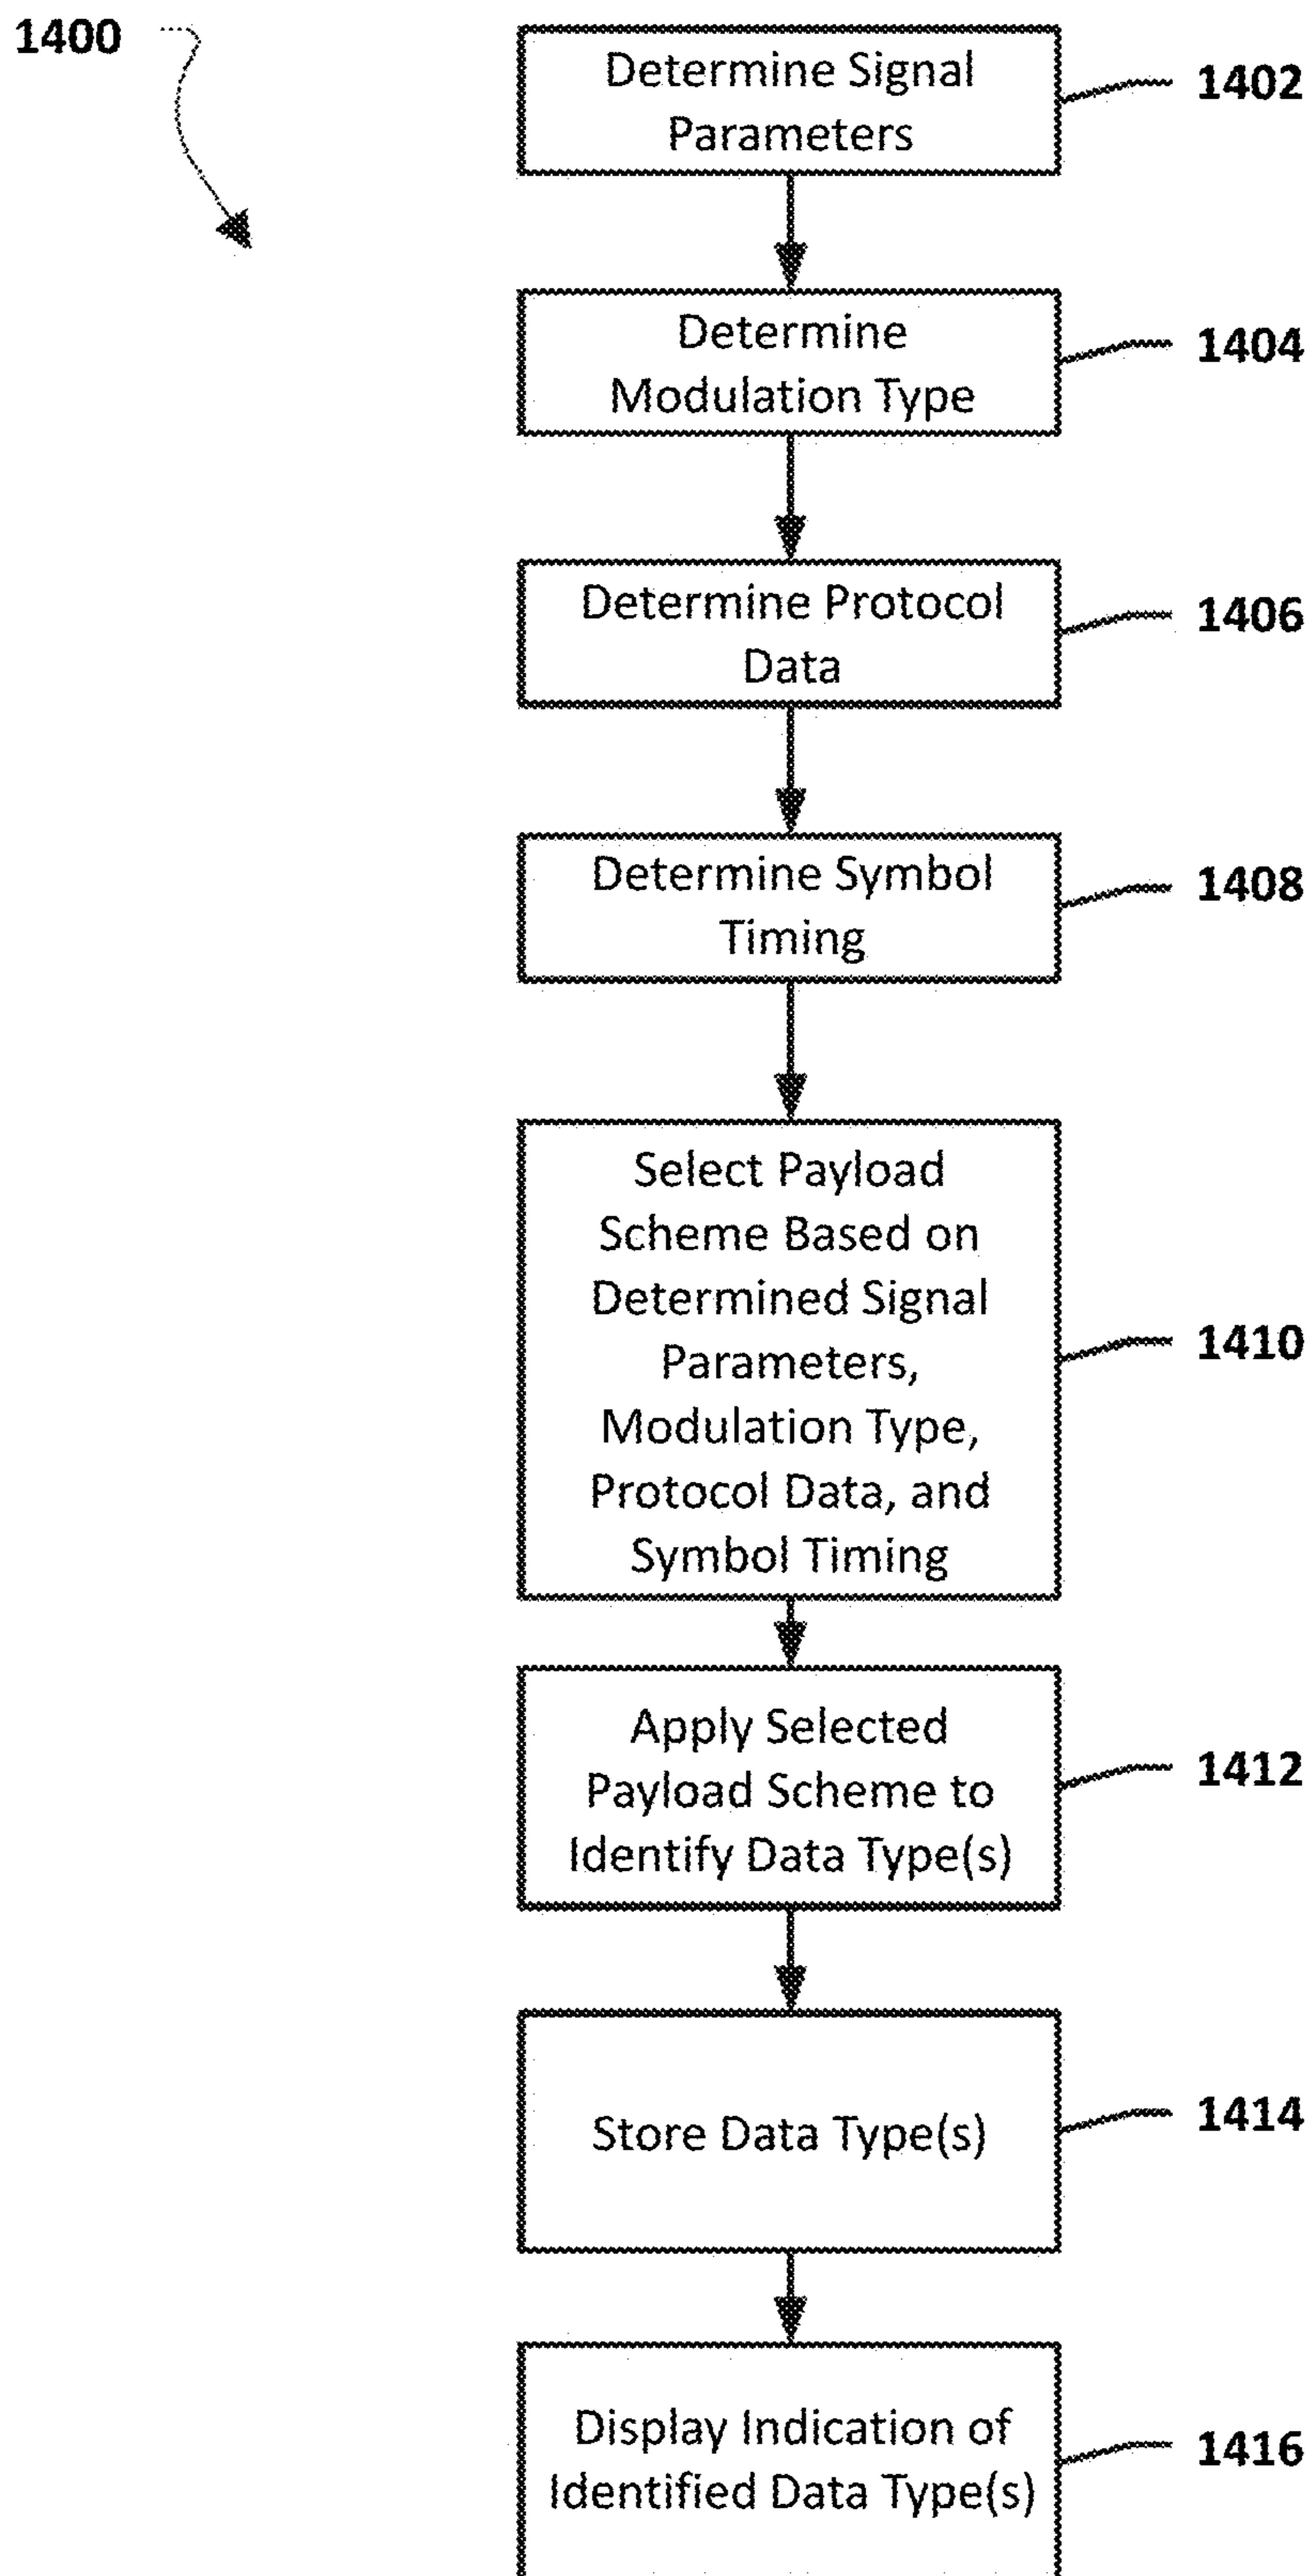 1400
Determine Signal
Parameters
1402
Determine
Modulation Type
1404
Determine Protocol
Data
1406
Determine Symbol
Timing
1408
Select Payload
Scheme Based on
Determined Signal
Parameters,
Modulation Type,
Protocol Data, and
Symbol Timing
1410
Apply Selected
Payload Scheme to
Identify Data Type(s)
1412
Store Data Type(s)
1414
Display Indication of
Identified Data Type(s)
1416